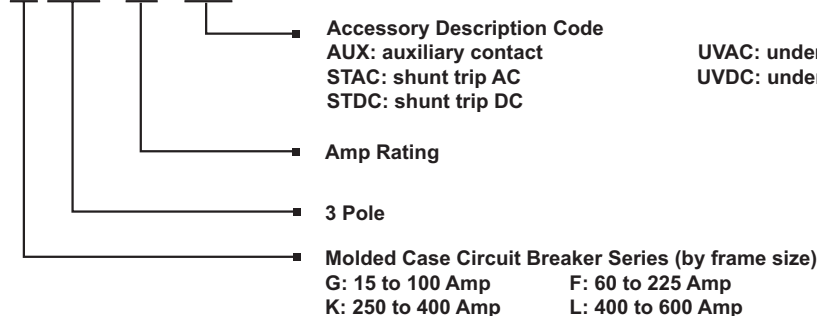 Accessory Description Code
AUX: auxiliary contact UVAC: under
STAC: shunt trip AC UVDC: under
STDC: shunt trip DC
Amp Rating
3 Pole
Molded Case Circuit Breaker Series (by frame size)
G: 15 to 100 Amp F: 60 to 225 Amp
K: 250 to 400 Amp L: 400 to 600 Amp